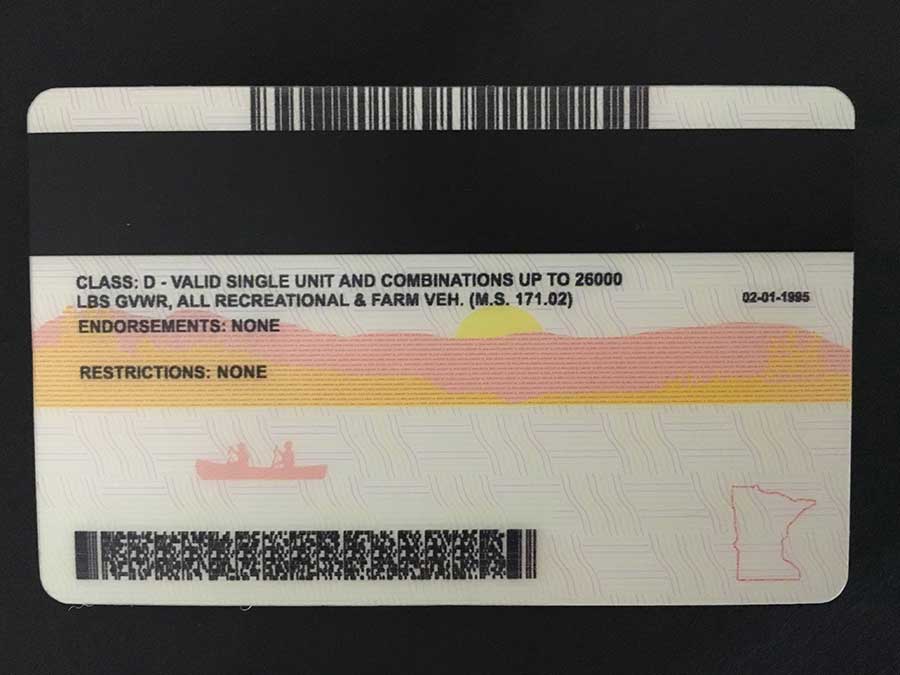 CLASS: D - VALID SINGLE UNIT AND COMBINATIONS UP TO 26000
LBS GVWR, ALL RECREATIONAL & FARM VEH. (M.S. 171.02)
02-01-1995
ENDORSEMENTS: NONE
RESTRICTIONS: NONE